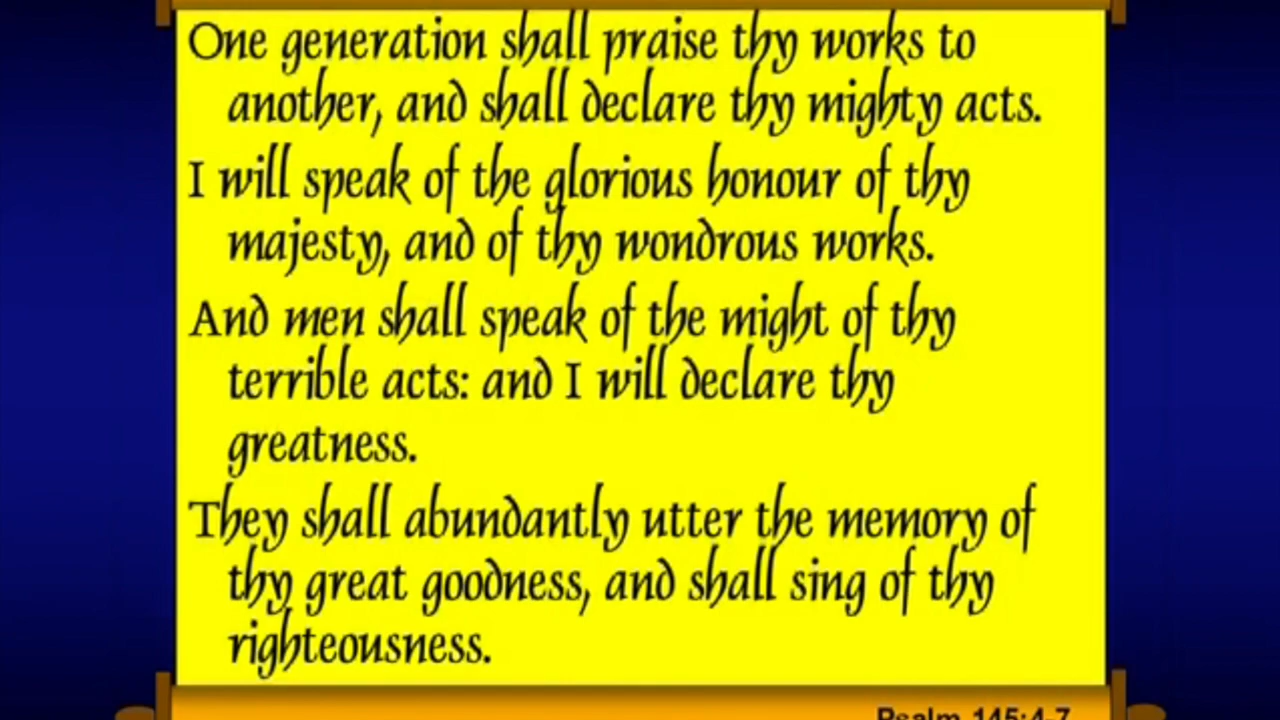 One generation shall praise thy works to
another, and shall declare thy mighty acts.
I will speak of the glorious honour of thy
majesty, and of thy wondrous works.
And men shall speak of the might of thy
terrible acts: and I will declare thy
greatness.
They shall abundantly utter the memory of
thy great goodness, and shall sing of thy
righteousness.
Psalm 145:4-7